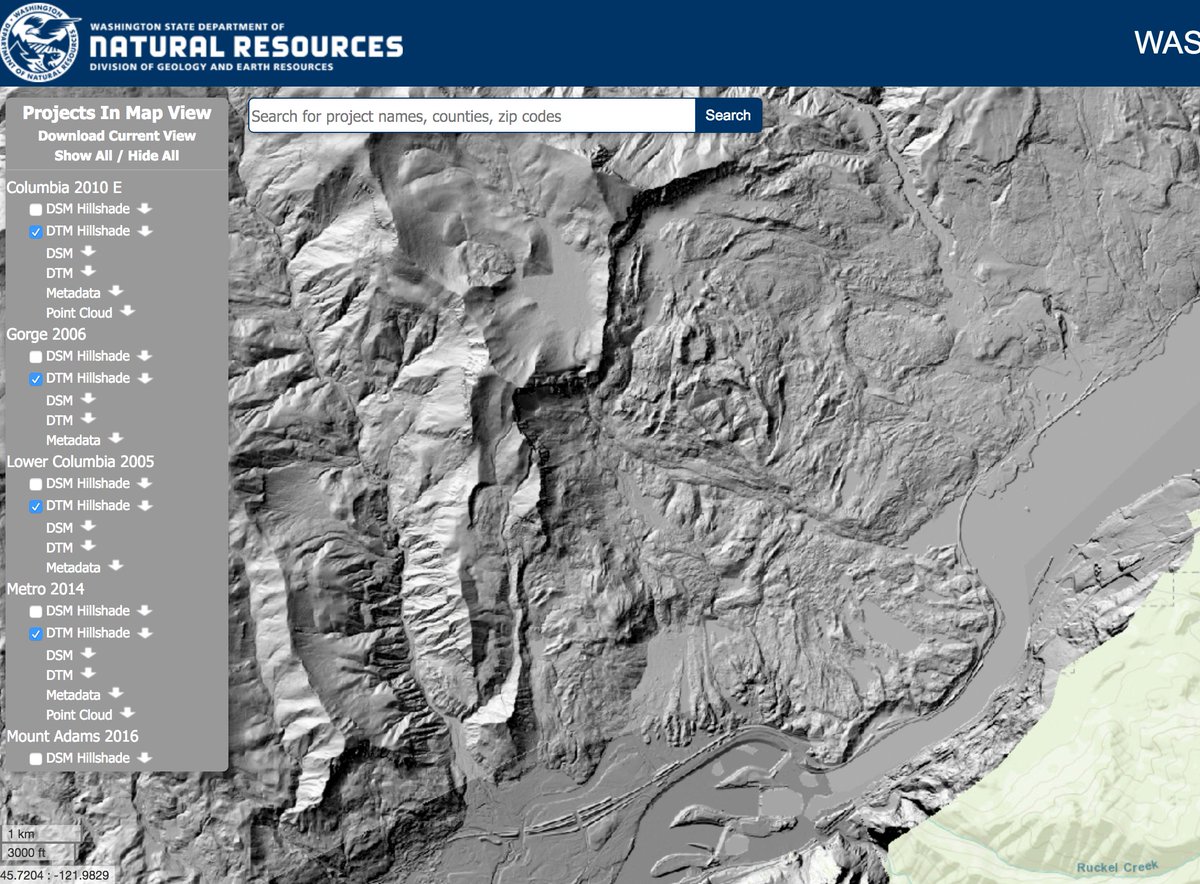 WASHINGTON
DEPARTMENT OF NATURAL RESOURCES
WASHINGTON STATE DEPARTMENT OF
NATURAL RESOURCES
DIVISION OF GEOLOGY AND EARTH RESOURCES
WAS
Projects In Map View
Download Current View
Show All / Hide All
Search for project names, counties, zip codes
Search
Columbia 2010 E
DSM Hillshade
DTM Hillshade
DSM
DTM
Metadata
Point Cloud
Gorge 2006
DSM Hillshade
DTM Hillshade
DSM
DTM
Metadata
Lower Columbia 2005
DSM Hillshade
DTM Hillshade
DSM
DTM
Metadata
Metro 2014
DSM Hillshade
DTM Hillshade
DSM
DTM
Metadata
Point Cloud
Mount Adams 2016
DSM Hillshade
1 km
3000 ft
45.7204 : -121.9829
Ruckel Creek